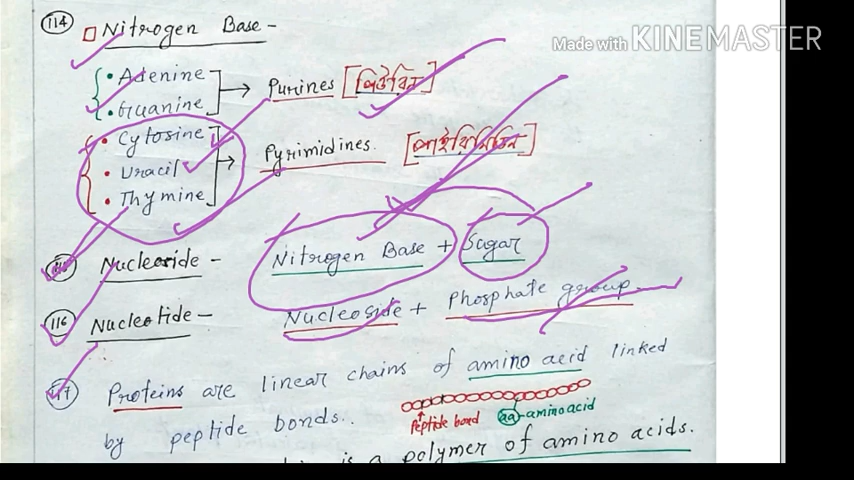 Made with KINEMASTER
114 Nitrogen Base -
• Adenine
• Guanine
→ Purines [পিউরিন]
• Cytosine
• Uracil
• Thymine
→ Pyrimidines. [পাইরিমিডিন]
Nucleoside - Nitrogen Base + Sugar
116 Nucleotide - Nucleoside + Phosphate group.
117 Proteins are linear chains of amino acid linked
by peptide bonds..
Peptide bond
aa - amino acid
is a polymer of amino acids.